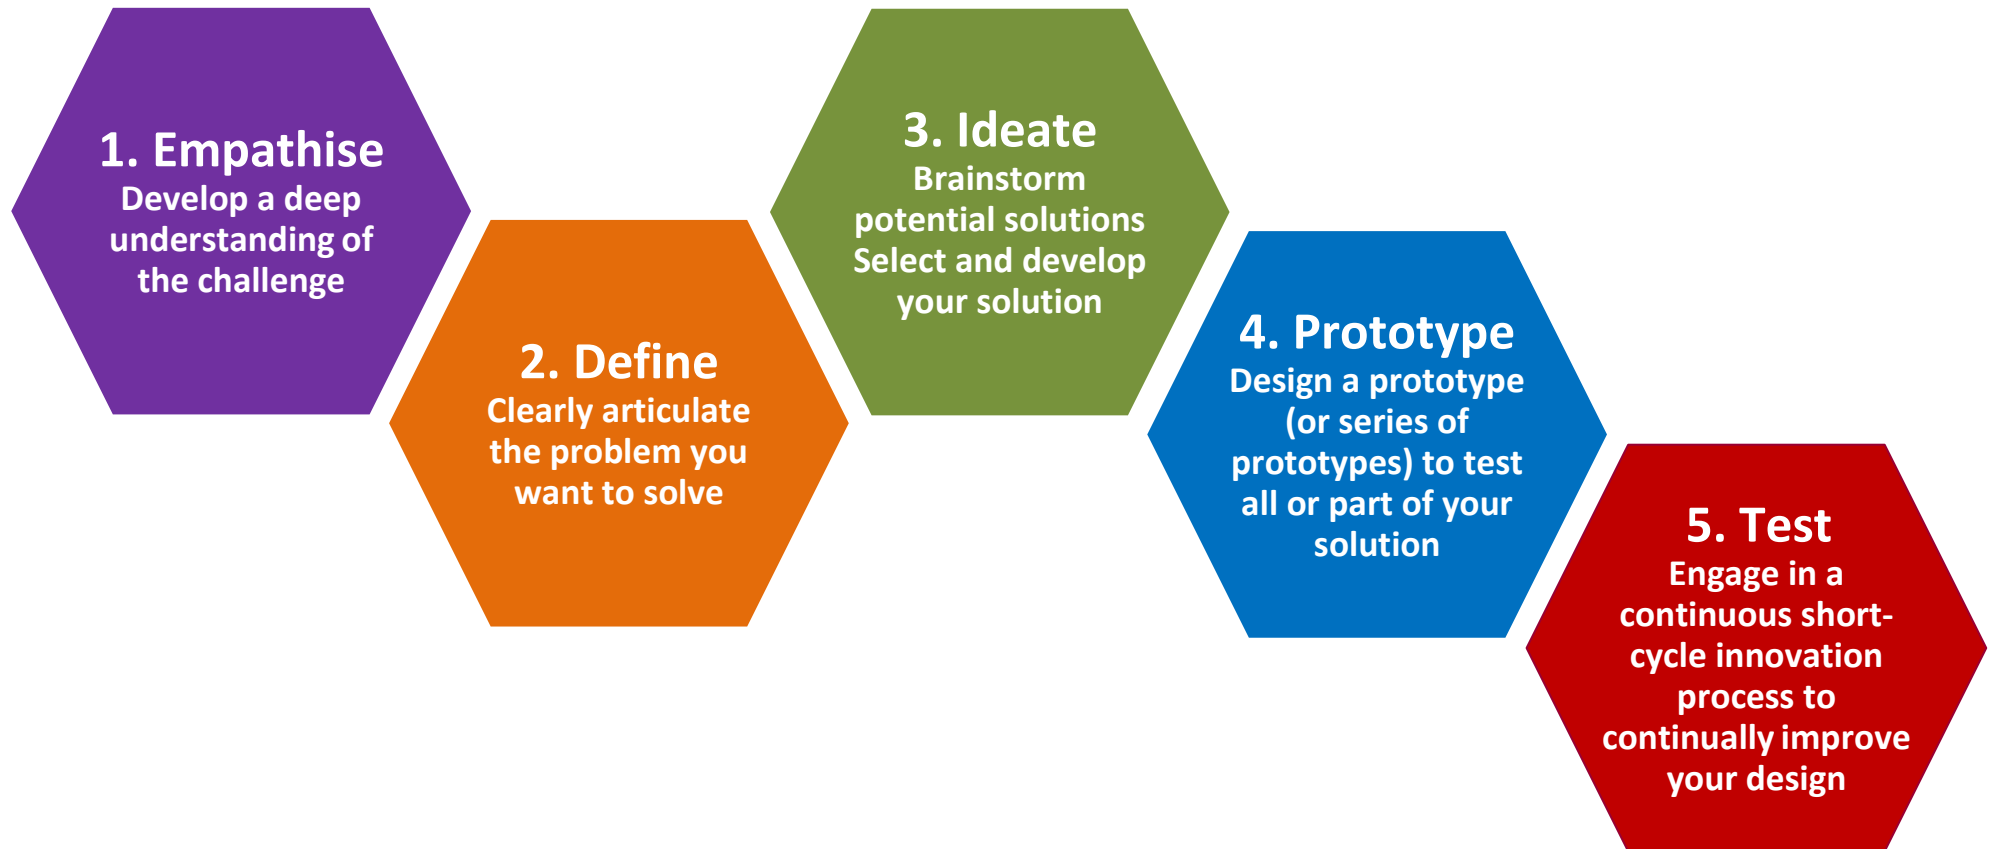 1. Empathise
Develop a deep
understanding of
the challenge
2. Define
Clearly articulate
the problem you
want to solve
3. Ideate
Brainstorm
potential solutions
Select and develop
your solution
4. Prototype
Design a prototype
(or series of
prototypes) to test
all or part of your
solution
5. Test
Engage in a
continuous short-
cycle innovation
process to
continually improve
your design